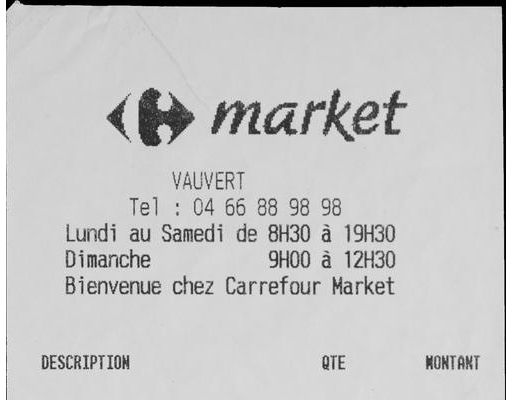 market
VAUVERT
Tel : 04 66 88 98 98
Lundi au Samedi de 8H30 à 19H30
Dimanche 9H00 à 12H30
Bienvenue chez Carrefour Market
DESCRIPTION QTE MONTANT